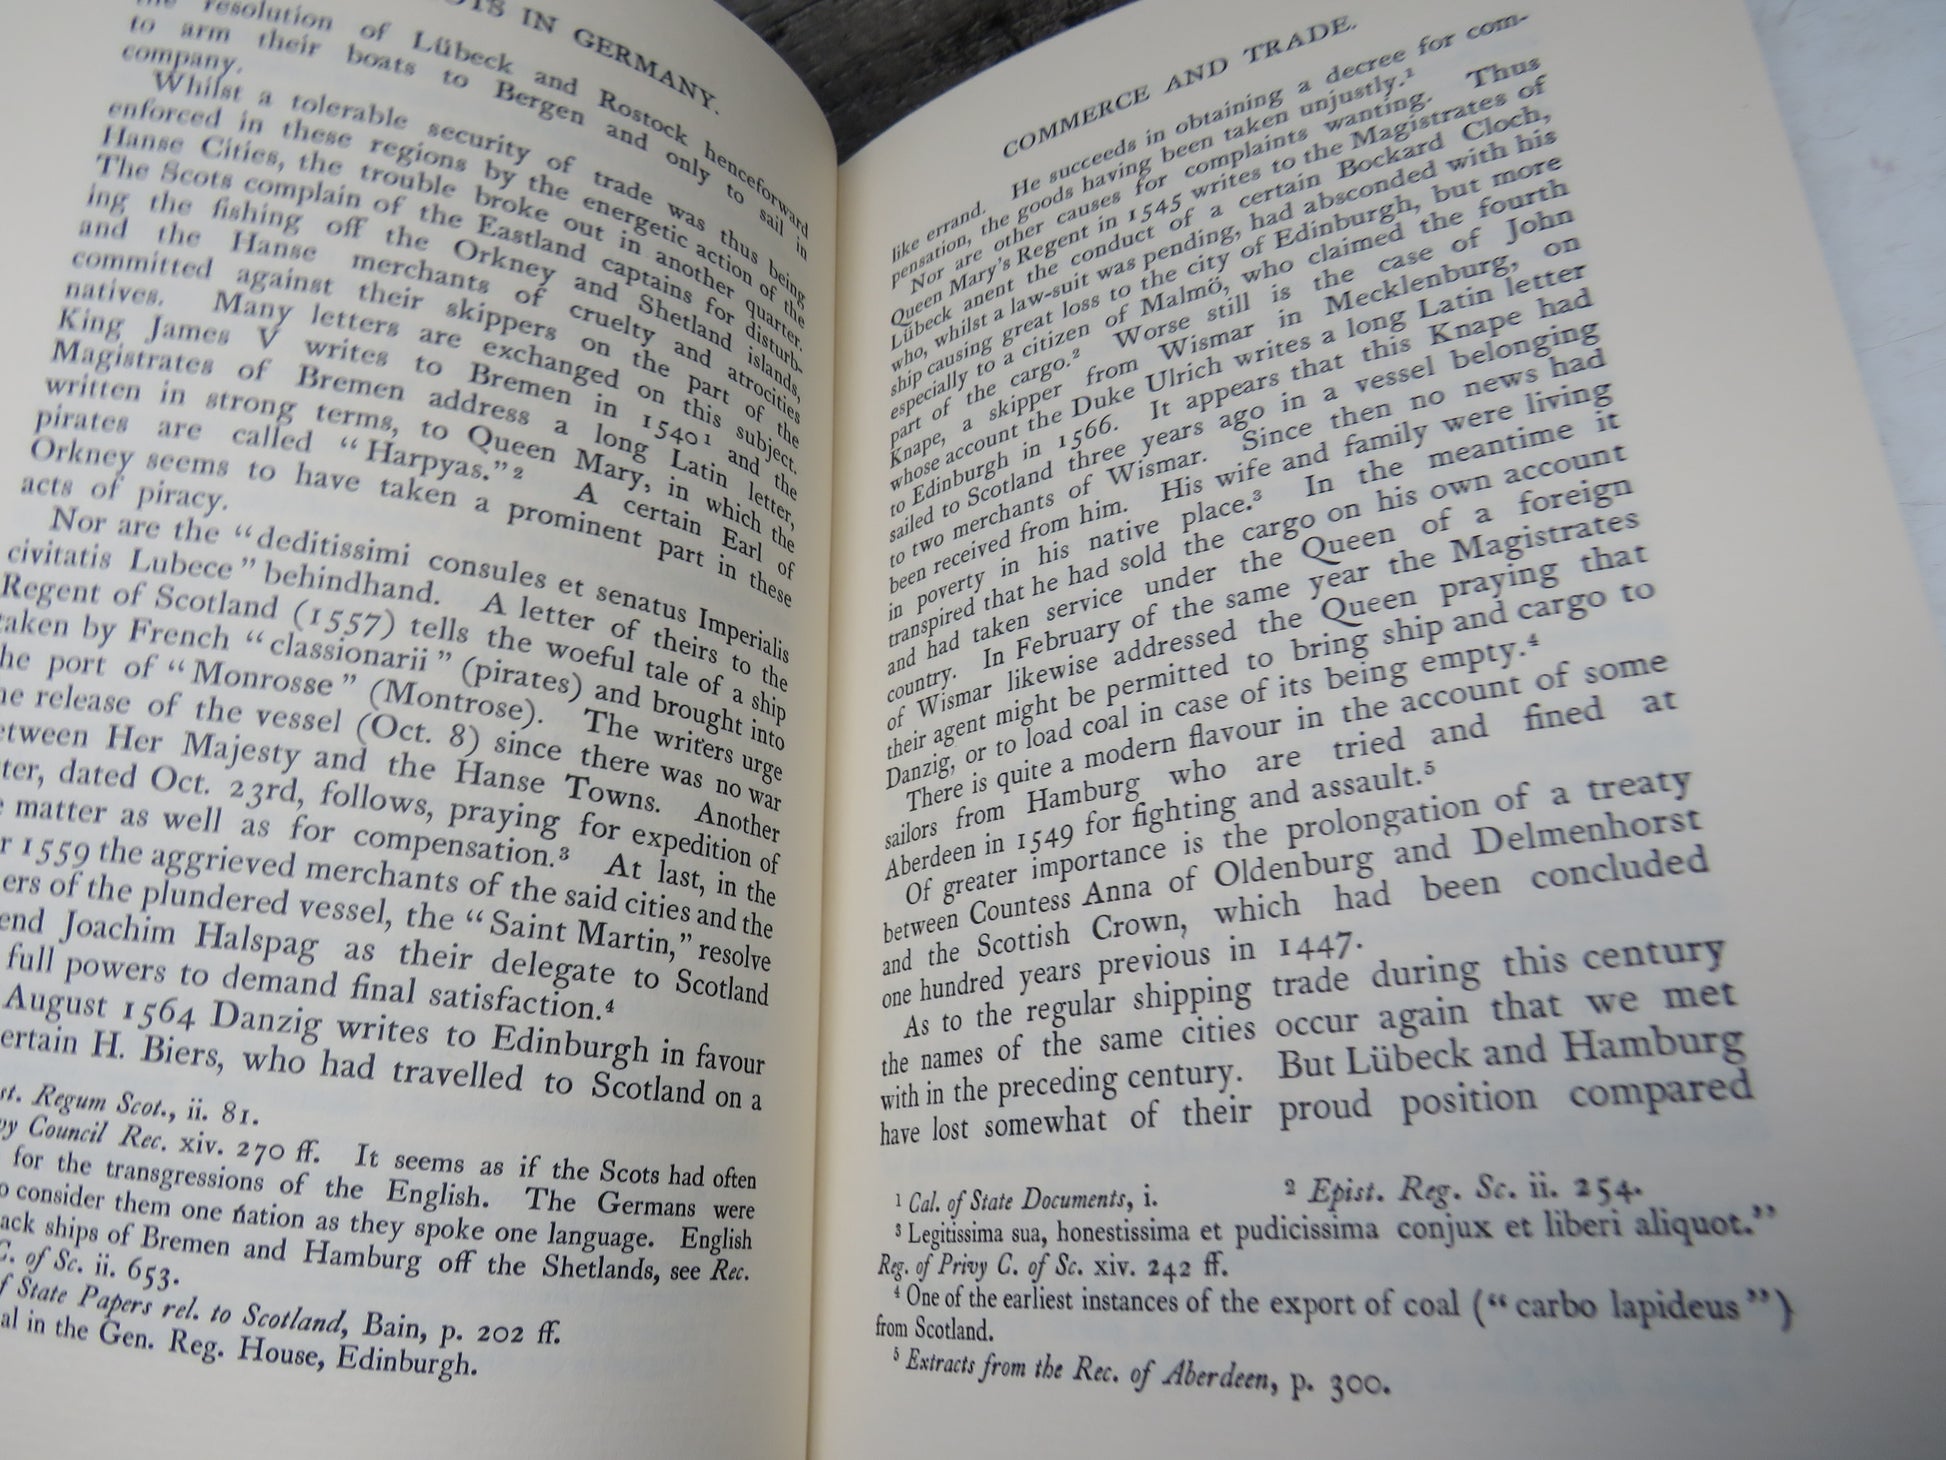 OTS IN GERMANY.
the resolution of Lübeck and Rostock henceforward
to arm their boats to Bergen and only to sail in
company.
Whilst a tolerable security of trade was thus being
enforced in these regions by the energetic action of the
Hanse Cities, the trouble broke out in another quarter.
The Scots complain of the Eastland captains for disturb-
ing the fishing off the Orkney and Shetland islands,
and the Hanse merchants of cruelty and atrocities
committed against their skippers on the part of the
natives. Many letters are exchanged on this subject.
King James V writes to Bremen in 1540¹ and the
Magistrates of Bremen address a long Latin letter,
written in strong terms, to Queen Mary, in which the
pirates are called “Harpyas.”² A certain Earl of
Orkney seems to have taken a prominent part in these
acts of piracy.
Nor are the “deditissimi consules et senatus Imperialis
civitatis Lubece” behindhand. A letter of theirs to the
Regent of Scotland (1557) tells the woeful tale of a ship
taken by French “classionarii” (pirates) and brought into
he port of “Monrosse” (Montrose). The writers urge
he release of the vessel (Oct. 8) since there was no war
etween Her Majesty and the Hanse Towns. Another
ter, dated Oct. 23rd, follows, praying for expedition of
e matter as well as for compensation.³ At last, in the
r 1559 the aggrieved merchants of the said cities and the
ers of the plundered vessel, the “Saint Martin,” resolve
end Joachim Halspag as their delegate to Scotland
full powers to demand final satisfaction.⁴
August 1564 Danzig writes to Edinburgh in favour
ertain H. Biers, who had travelled to Scotland on a
st. Regum Scot., ii. 81.
vy Council Rec. xiv. 270 ff. It seems as if the Scots had often
for the transgressions of the English. The Germans were
o consider them one nation as they spoke one language. English
ack ships of Bremen and Hamburg off the Shetlands, see Rec.
C. of Sc. ii. 653.
f State Papers rel. to Scotland, Bain, p. 202 ff.
al in the Gen. Reg. House, Edinburgh.
COMMERCE AND TRADE.
like errand. He succeeds in obtaining a decree for com-
pensation, the goods having been taken unjustly.¹
Nor are other causes for complaints wanting. Thus
Queen Mary's Regent in 1545 writes to the Magistrates of
Lübeck anent the conduct of a certain Bockard Cloch,
who, whilst a law-suit was pending, had absconded with his
ship causing great loss to the city of Edinburgh, but more
especially to a citizen of Malmö, who claimed the fourth
part of the cargo.² Worse still is the case of John
Knape, a skipper from Wismar in Mecklenburg, on
whose account the Duke Ulrich writes a long Latin letter
to Edinburgh in 1566. It appears that this Knape had
sailed to Scotland three years ago in a vessel belonging
to two merchants of Wismar. Since then no news had
been received from him. His wife and family were living
in poverty in his native place.³ In the meantime it
transpired that he had sold the cargo on his own account
and had taken service under the Queen of a foreign
country. In February of the same year the Magistrates
of Wismar likewise addressed the Queen praying that
their agent might be permitted to bring ship and cargo to
Danzig, or to load coal in case of its being empty.⁴
There is quite a modern flavour in the account of some
sailors from Hamburg who are tried and fined at
Aberdeen in 1549 for fighting and assault.⁵
Of greater importance is the prolongation of a treaty
between Countess Anna of Oldenburg and Delmenhorst
and the Scottish Crown, which had been concluded
one hundred years previous in 1447.
As to the regular shipping trade during this century
the names of the same cities occur again that we met
with in the preceding century. But Lübeck and Hamburg
have lost somewhat of their proud position compared
¹ Cal. of State Documents, i. ² Epist. Reg. Sc. ii. 254.
³ Legitissima sua, honestissima et pudicissima conjux et liberi aliquot.”
Reg. of Privy C. of Sc. xiv. 242 ff.
⁴ One of the earliest instances of the export of coal (“carbo lapideus”)
from Scotland.
⁵ Extracts from the Rec. of Aberdeen, p. 300.